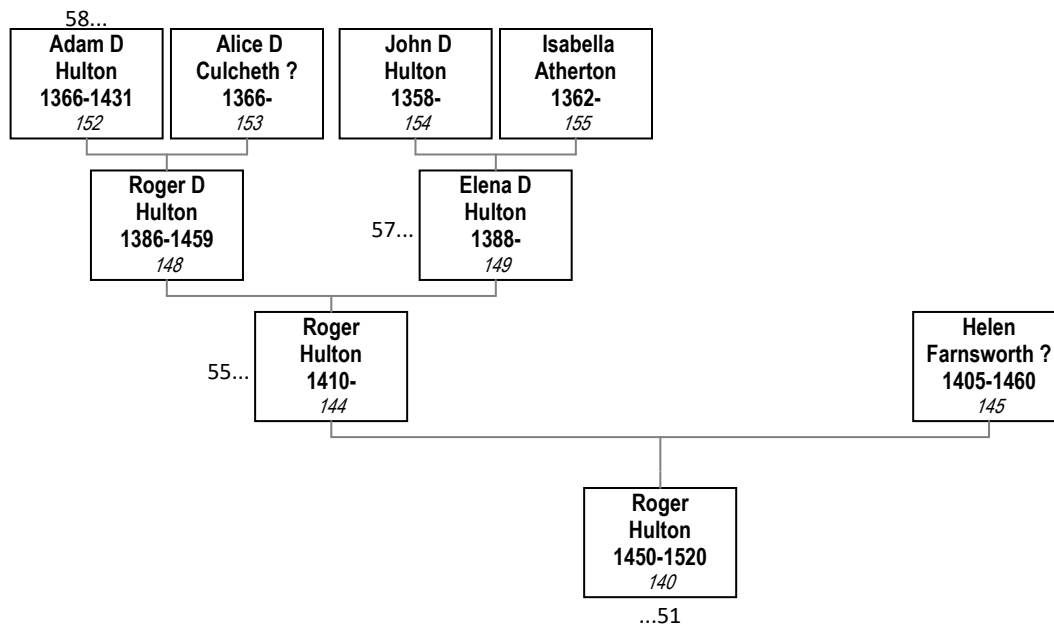 58...
Adam D
Hulton
1366-1431
152
Alice D
Culcheth ?
1366-
153
John D
Hulton
1358-
154
Isabella
Atherton
1362-
155
Roger D
Hulton
1386-1459
148
57...
Elena D
Hulton
1388-
149
55...
Roger
Hulton
1410-
144
Helen
Farnsworth ?
1405-1460
145
Roger
Hulton
1450-1520
140
...51